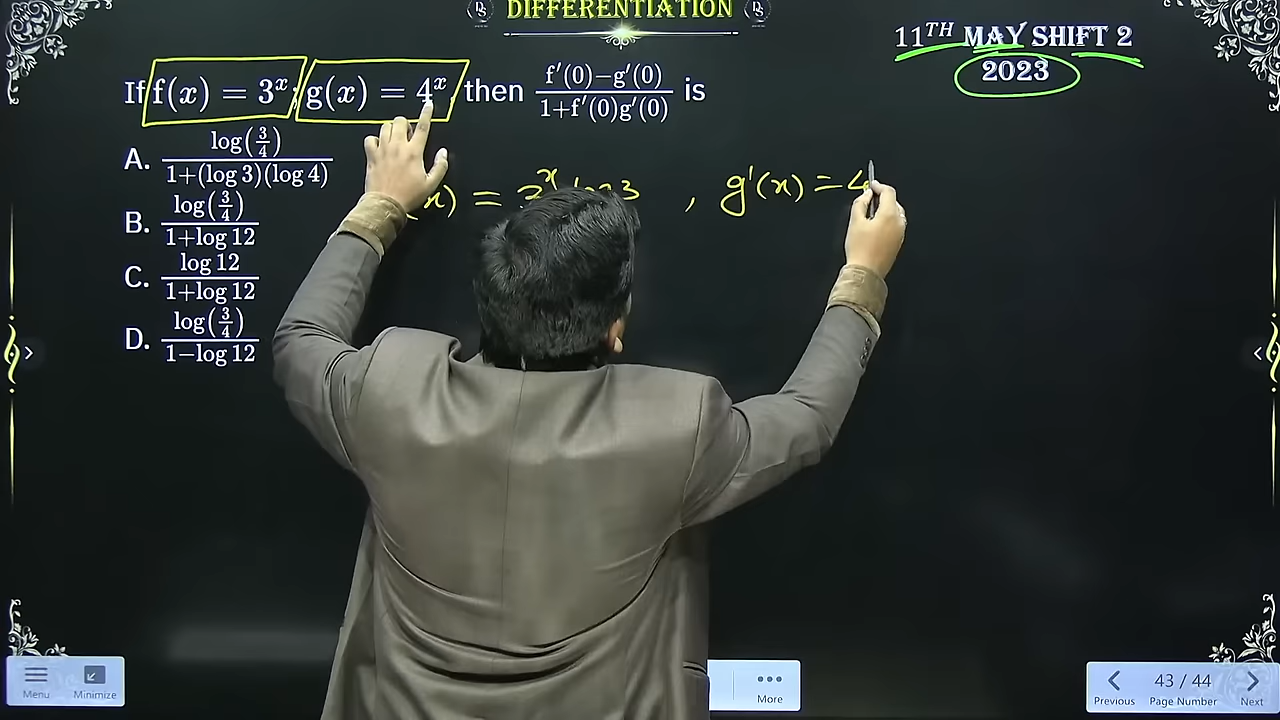 DIFFERENTIATION
11TH MAY SHIFT 2
2023
If f(x) = 3^x; g(x) = 4^x then (f′(0)−g′(0))/(1+f′(0)g′(0)) is
A. log(3/4)/(1+(log 3)(log 4))
B. log(3/4)/(1+log 12)
C. log 12/(1+log 12)
D. log(3/4)/(1−log 12)
(x) = 3^x log3 , g'(x) = 4
Menu
Minimize
More
Previous
43 / 44
Page Number
Next